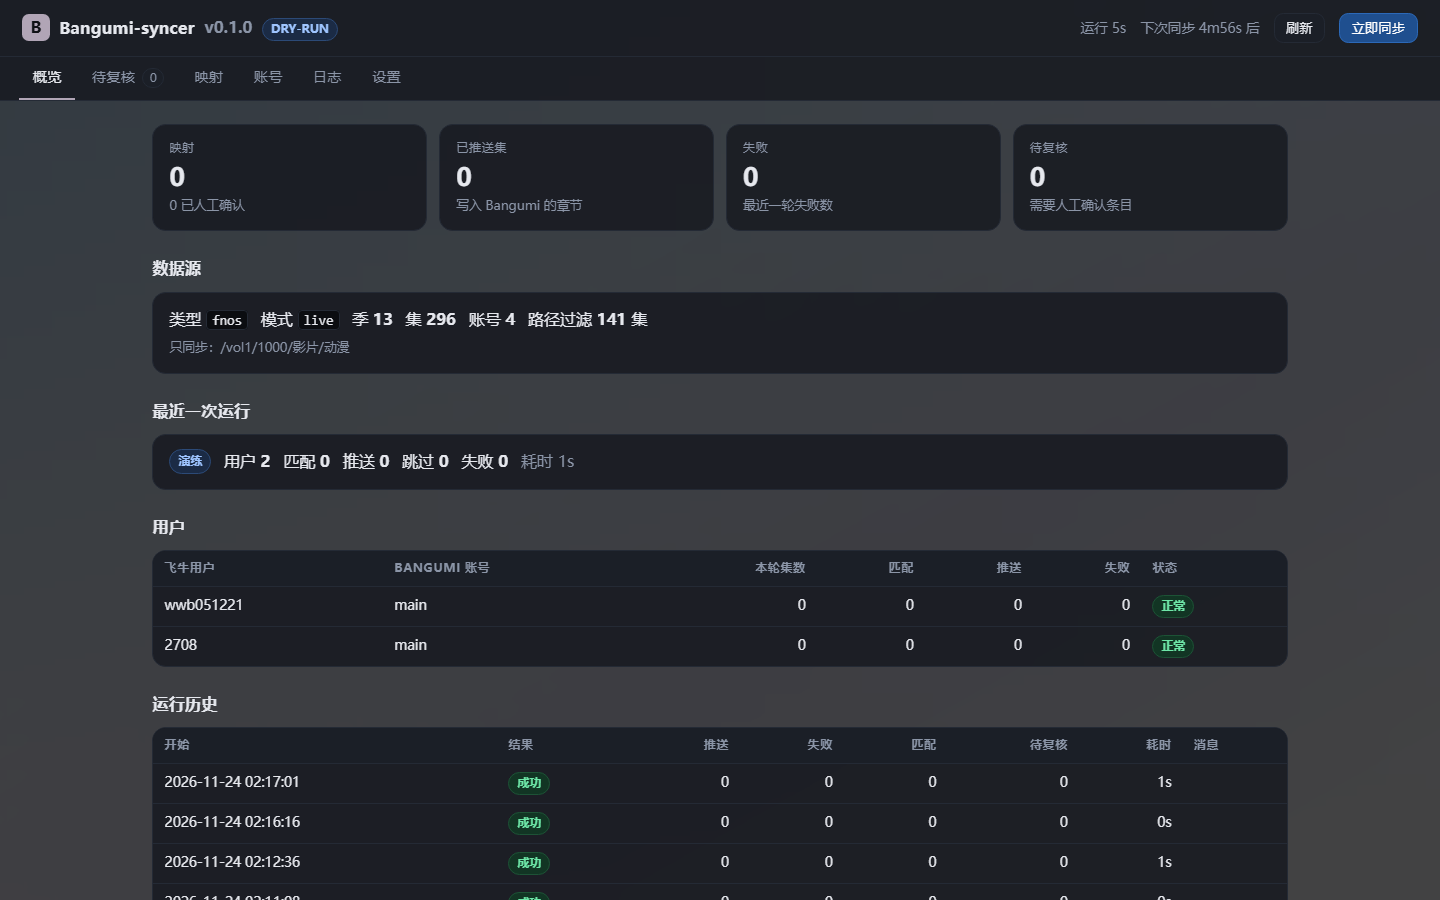 B Bangumi-syncer v0.1.0 DRY-RUN 运行 5s 下次同步 4m56s 后 刷新 立即同步
概览 待复核 0 映射 账号 日志 设置
映射 已推送集 失败 待复核
0 0 0 0
0 已人工确认 写入 Bangumi 的章节 最近一轮失败数 需要人工确认条目
数据源
类型 fnos 模式 live 季 13 集 296 账号 4 路径过滤 141 集
只同步：/vol1/1000/影片/动漫
最近一次运行
演练 用户 2 匹配 0 推送 0 跳过 0 失败 0 耗时 1s
用户
飞牛用户 BANGUMI 账号 本轮集数 匹配 推送 失败 状态
wwb051221 main 0 0 0 0 正常
2708 main 0 0 0 0 正常
运行历史
开始 结果 推送 失败 匹配 待复核 耗时 消息
2026-11-24 02:17:01 成功 0 0 0 0 1s
2026-11-24 02:16:16 成功 0 0 0 0 0s
2026-11-24 02:12:36 成功 0 0 0 0 1s